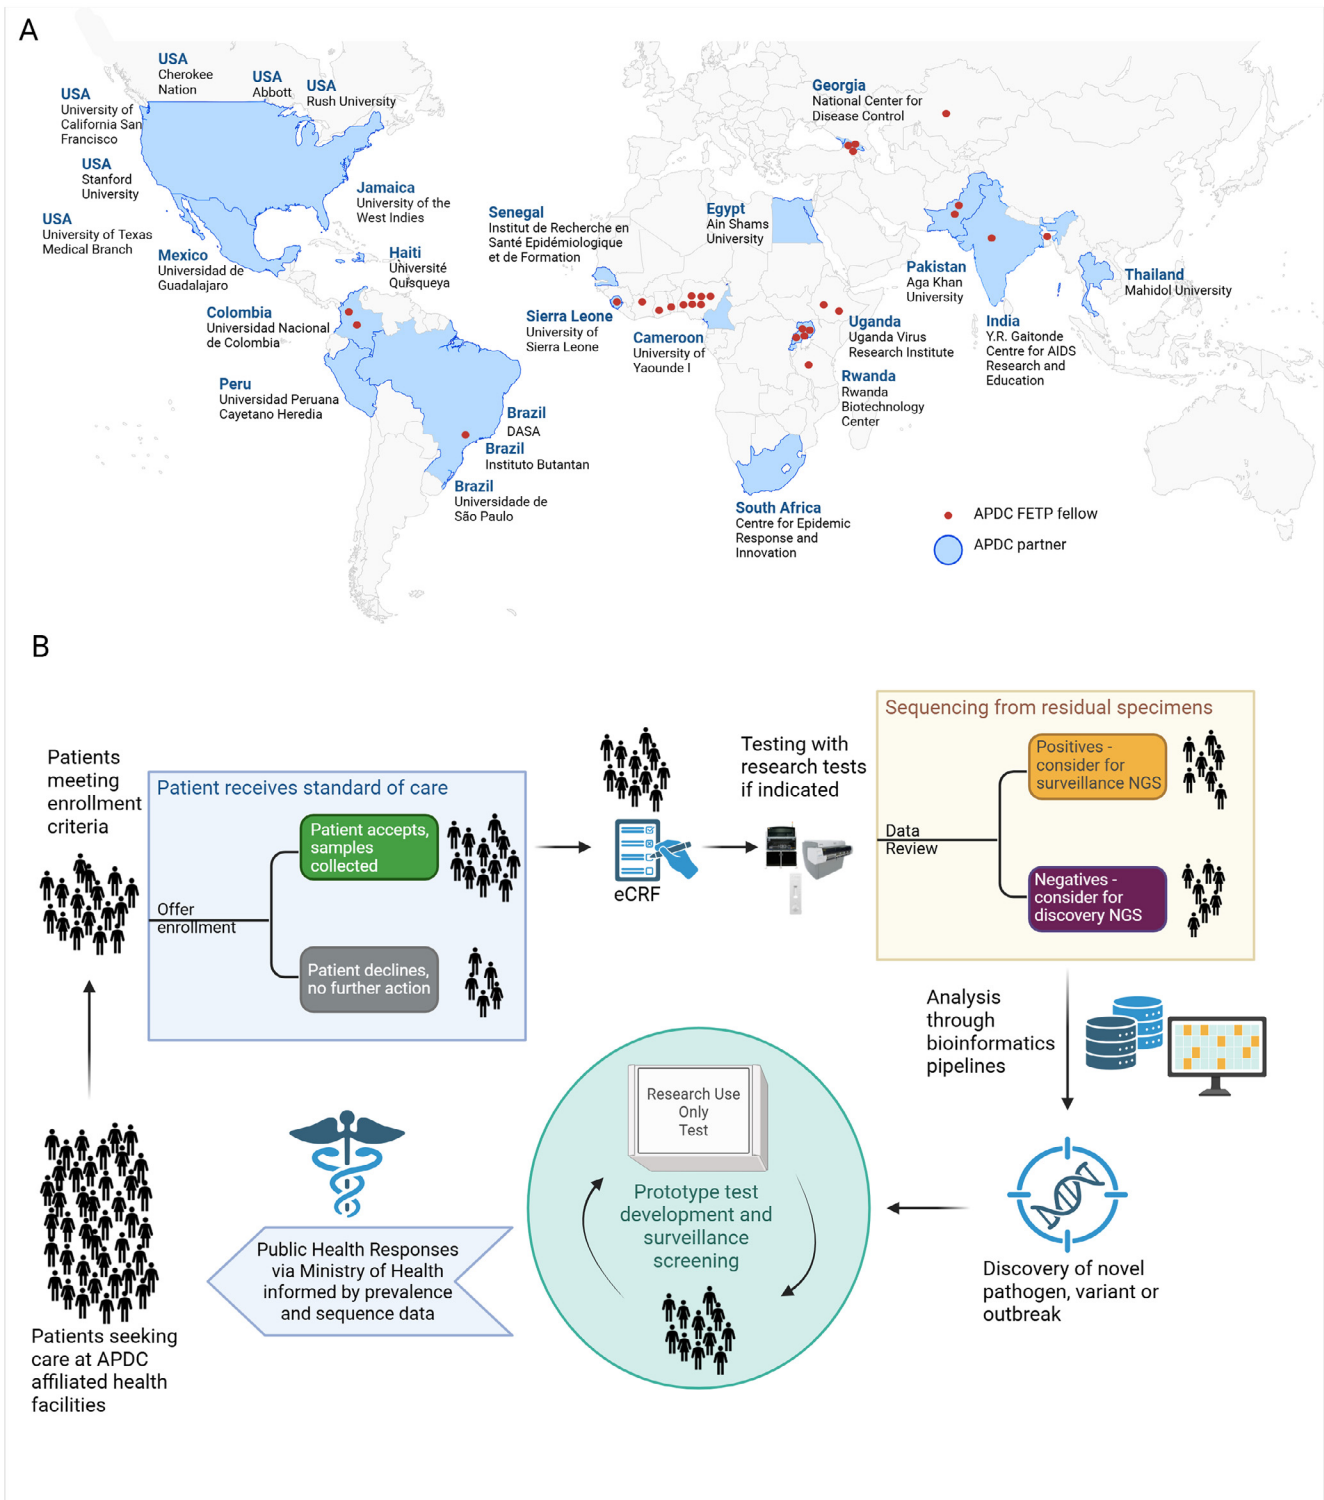 A
USA
Cherokee
Nation
USA
Abbott
USA
Rush University
USA
University of
California San
Francisco
USA
Stanford
University
USA
University of Texas
Medical Branch
Jamaica
University of the
West Indies
Mexico
Universidad de
Guadalajaro
Haiti
Université
Quisqueya
Colombia
Universidad Nacional
de Colombia
Peru
Universidad Peruana
Cayetano Heredia
Brazil
DASA
Brazil
Instituto Butantan
Brazil
Universidade de
São Paulo
Senegal
Institut de Recherche en
Santé Epidémiologique
et de Formation
Sierra Leone
University of
Sierra Leone
Cameroon
University of
Yaounde I
Egypt
Ain Shams
University
Georgia
National Center for
Disease Control
Pakistan
Aga Khan
University
Thailand
Mahidol University
Uganda
Uganda Virus
Research Institute
India
Y.R. Gaitonde
Centre for AIDS
Research and
Education
Rwanda
Rwanda
Biotechnology
Center
South Africa
Centre for Epidemic
Response and
Innovation
APDC FETP fellow
APDC partner
B
Patients
meeting
enrollment
criteria
Patient receives standard of care
Patient accepts,
samples
collected
Offer
enrollment
Patient declines,
no further action
eCRF
Testing with
research tests
if indicated
Sequencing from residual specimens
Positives -
consider for
surveillance NGS
Data
Review
Negatives -
consider for
discovery NGS
Analysis
through
bioinformatics
pipelines
Discovery of novel
pathogen, variant or
outbreak
Research Use
Only
Test
Prototype test
development and
surveillance
screening
Public Health Responses
via Ministry of Health
informed by prevalence
and sequence data
Patients seeking
care at APDC
affiliated health
facilities